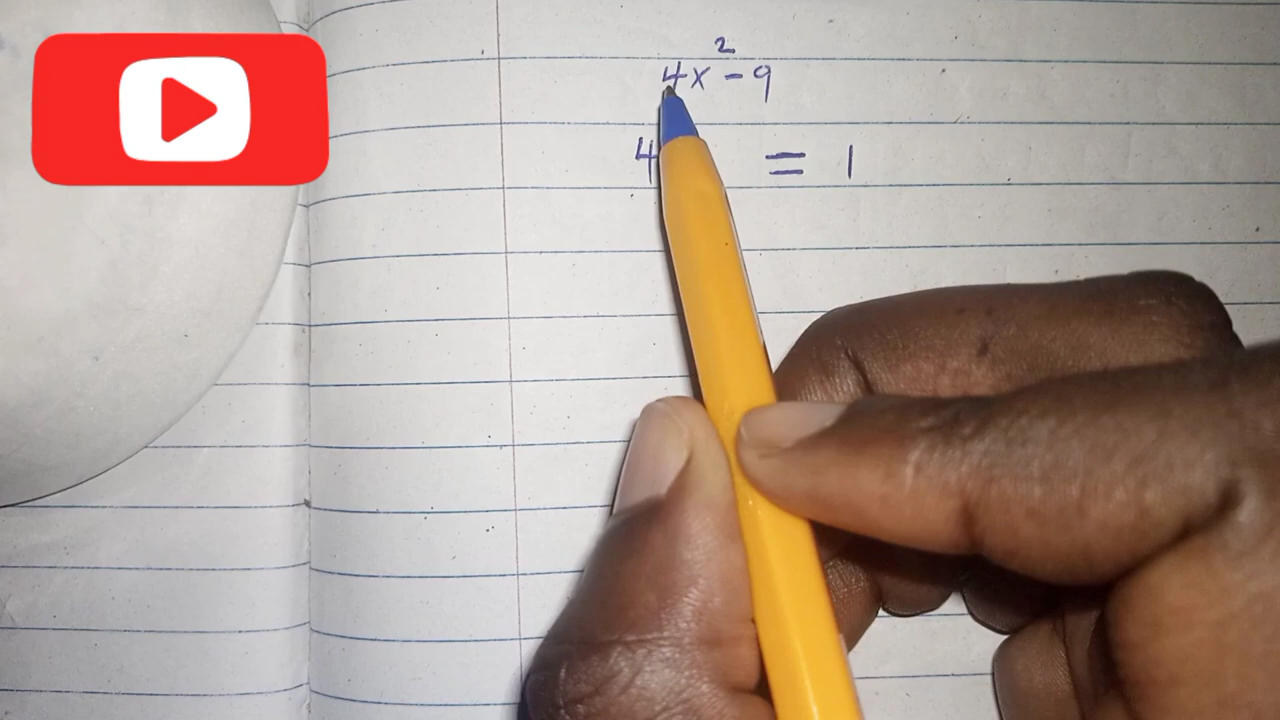 4x² - 9
4 = 1